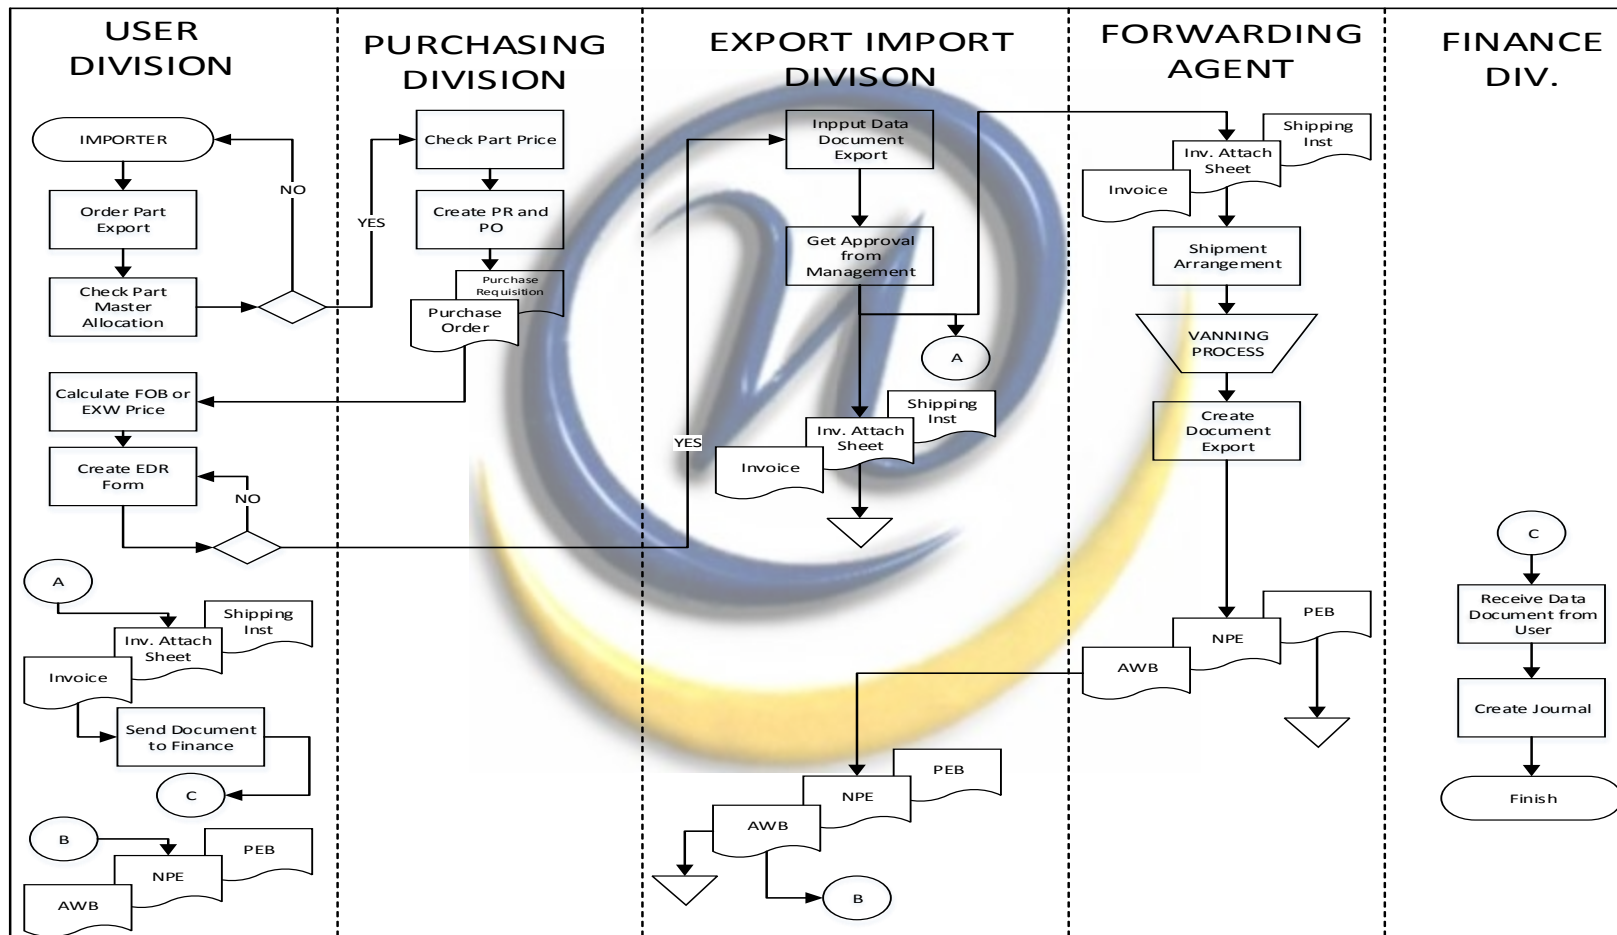 USER
DIVISION
PURCHASING
DIVISION
EXPORT IMPORT
DIVISON
FORWARDING
AGENT
FINANCE
DIV.
IMPORTER
NO
Order Part
Export
Check Part
Master
Allocation
YES
Calculate FOB or
EXW Price
Create EDR
Form
NO
YES
A
Shipping
Inst
Inv. Attach
Sheet
Invoice
Send Document
to Finance
C
B
PEB
NPE
AWB
Check Part Price
Create PR and
PO
Purchase
Requisition
Purchase
Order
Inpput Data
Document
Export
Get Approval
from
Management
A
Shipping
Inst
Inv. Attach
Sheet
Invoice
PEB
NPE
AWB
B
Shipping
Inst
Inv. Attach
Sheet
Invoice
Shipment
Arrangement
VANNING
PROCESS
Create
Document
Export
PEB
NPE
AWB
C
Receive Data
Document from
User
Create Journal
Finish